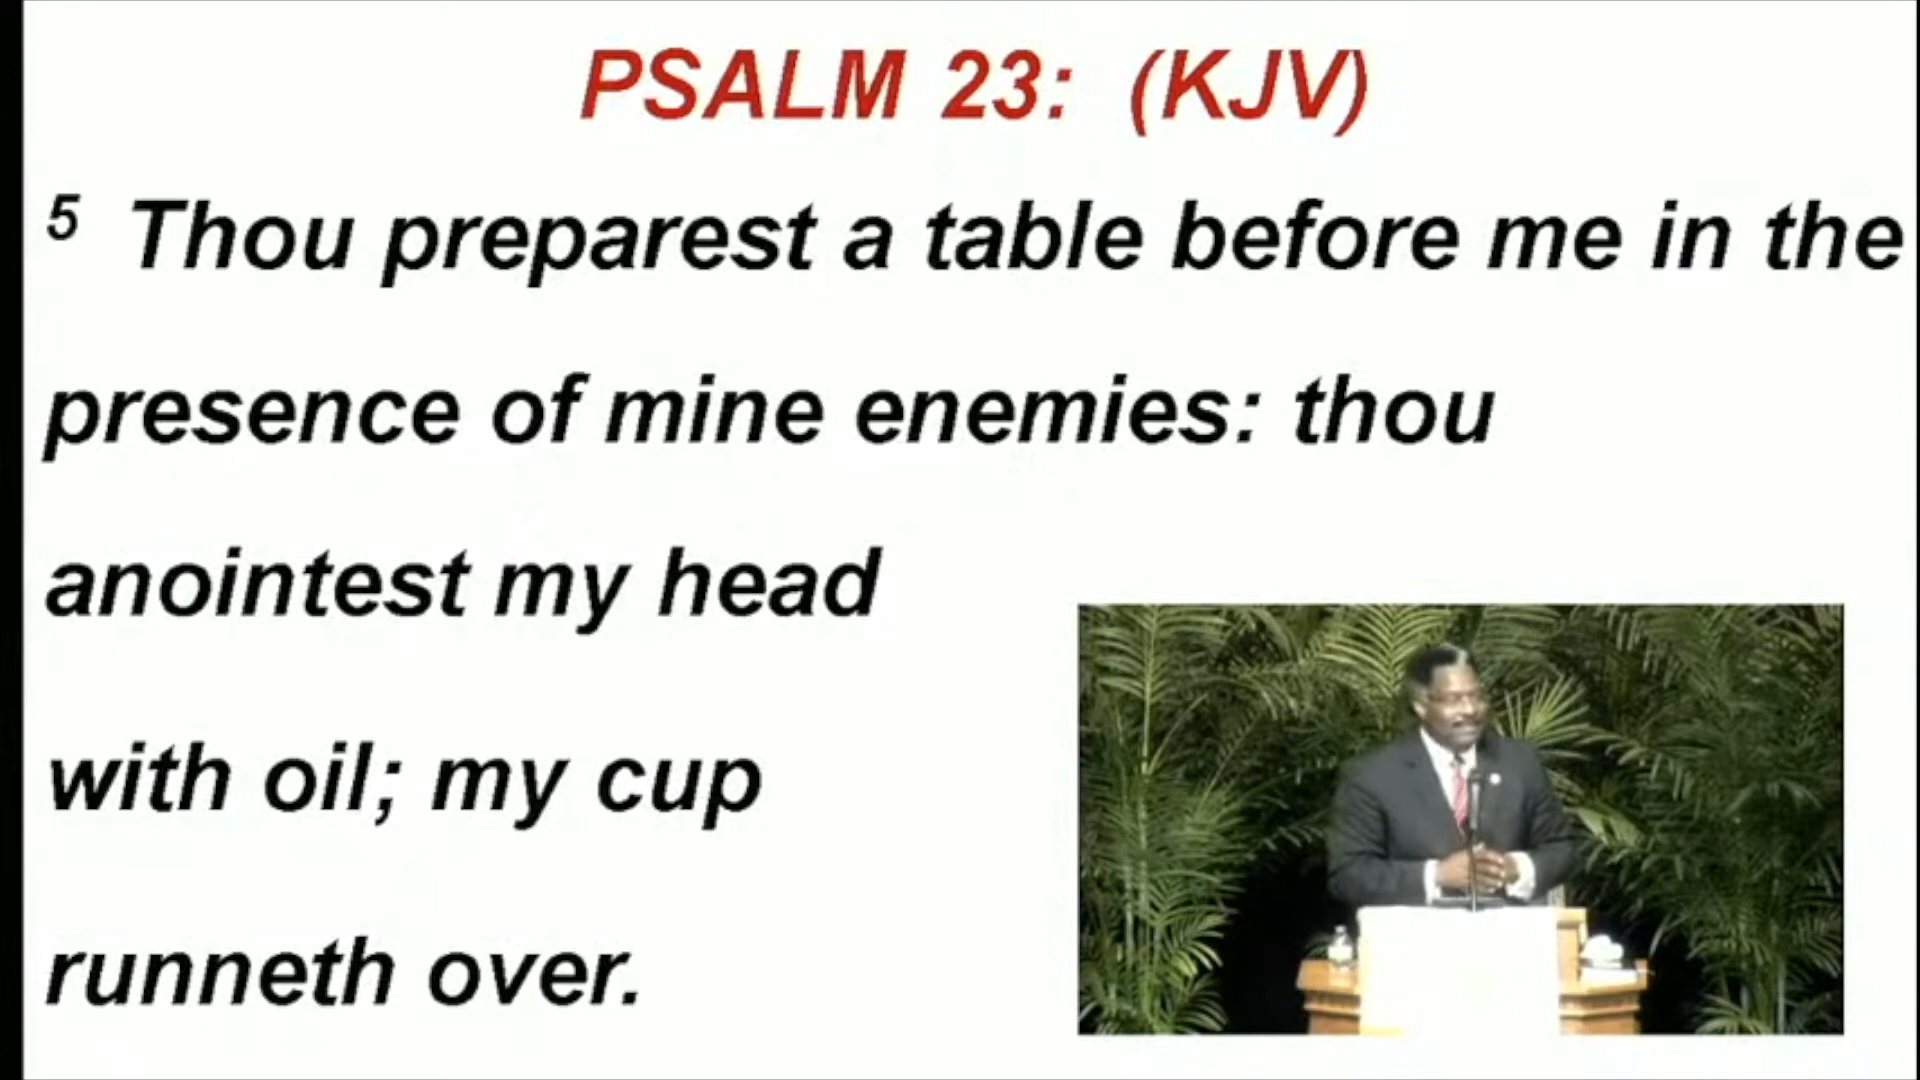 PSALM 23: (KJV)
5 Thou preparest a table before me in the
presence of mine enemies: thou
anointest my head
with oil; my cup
runneth over.